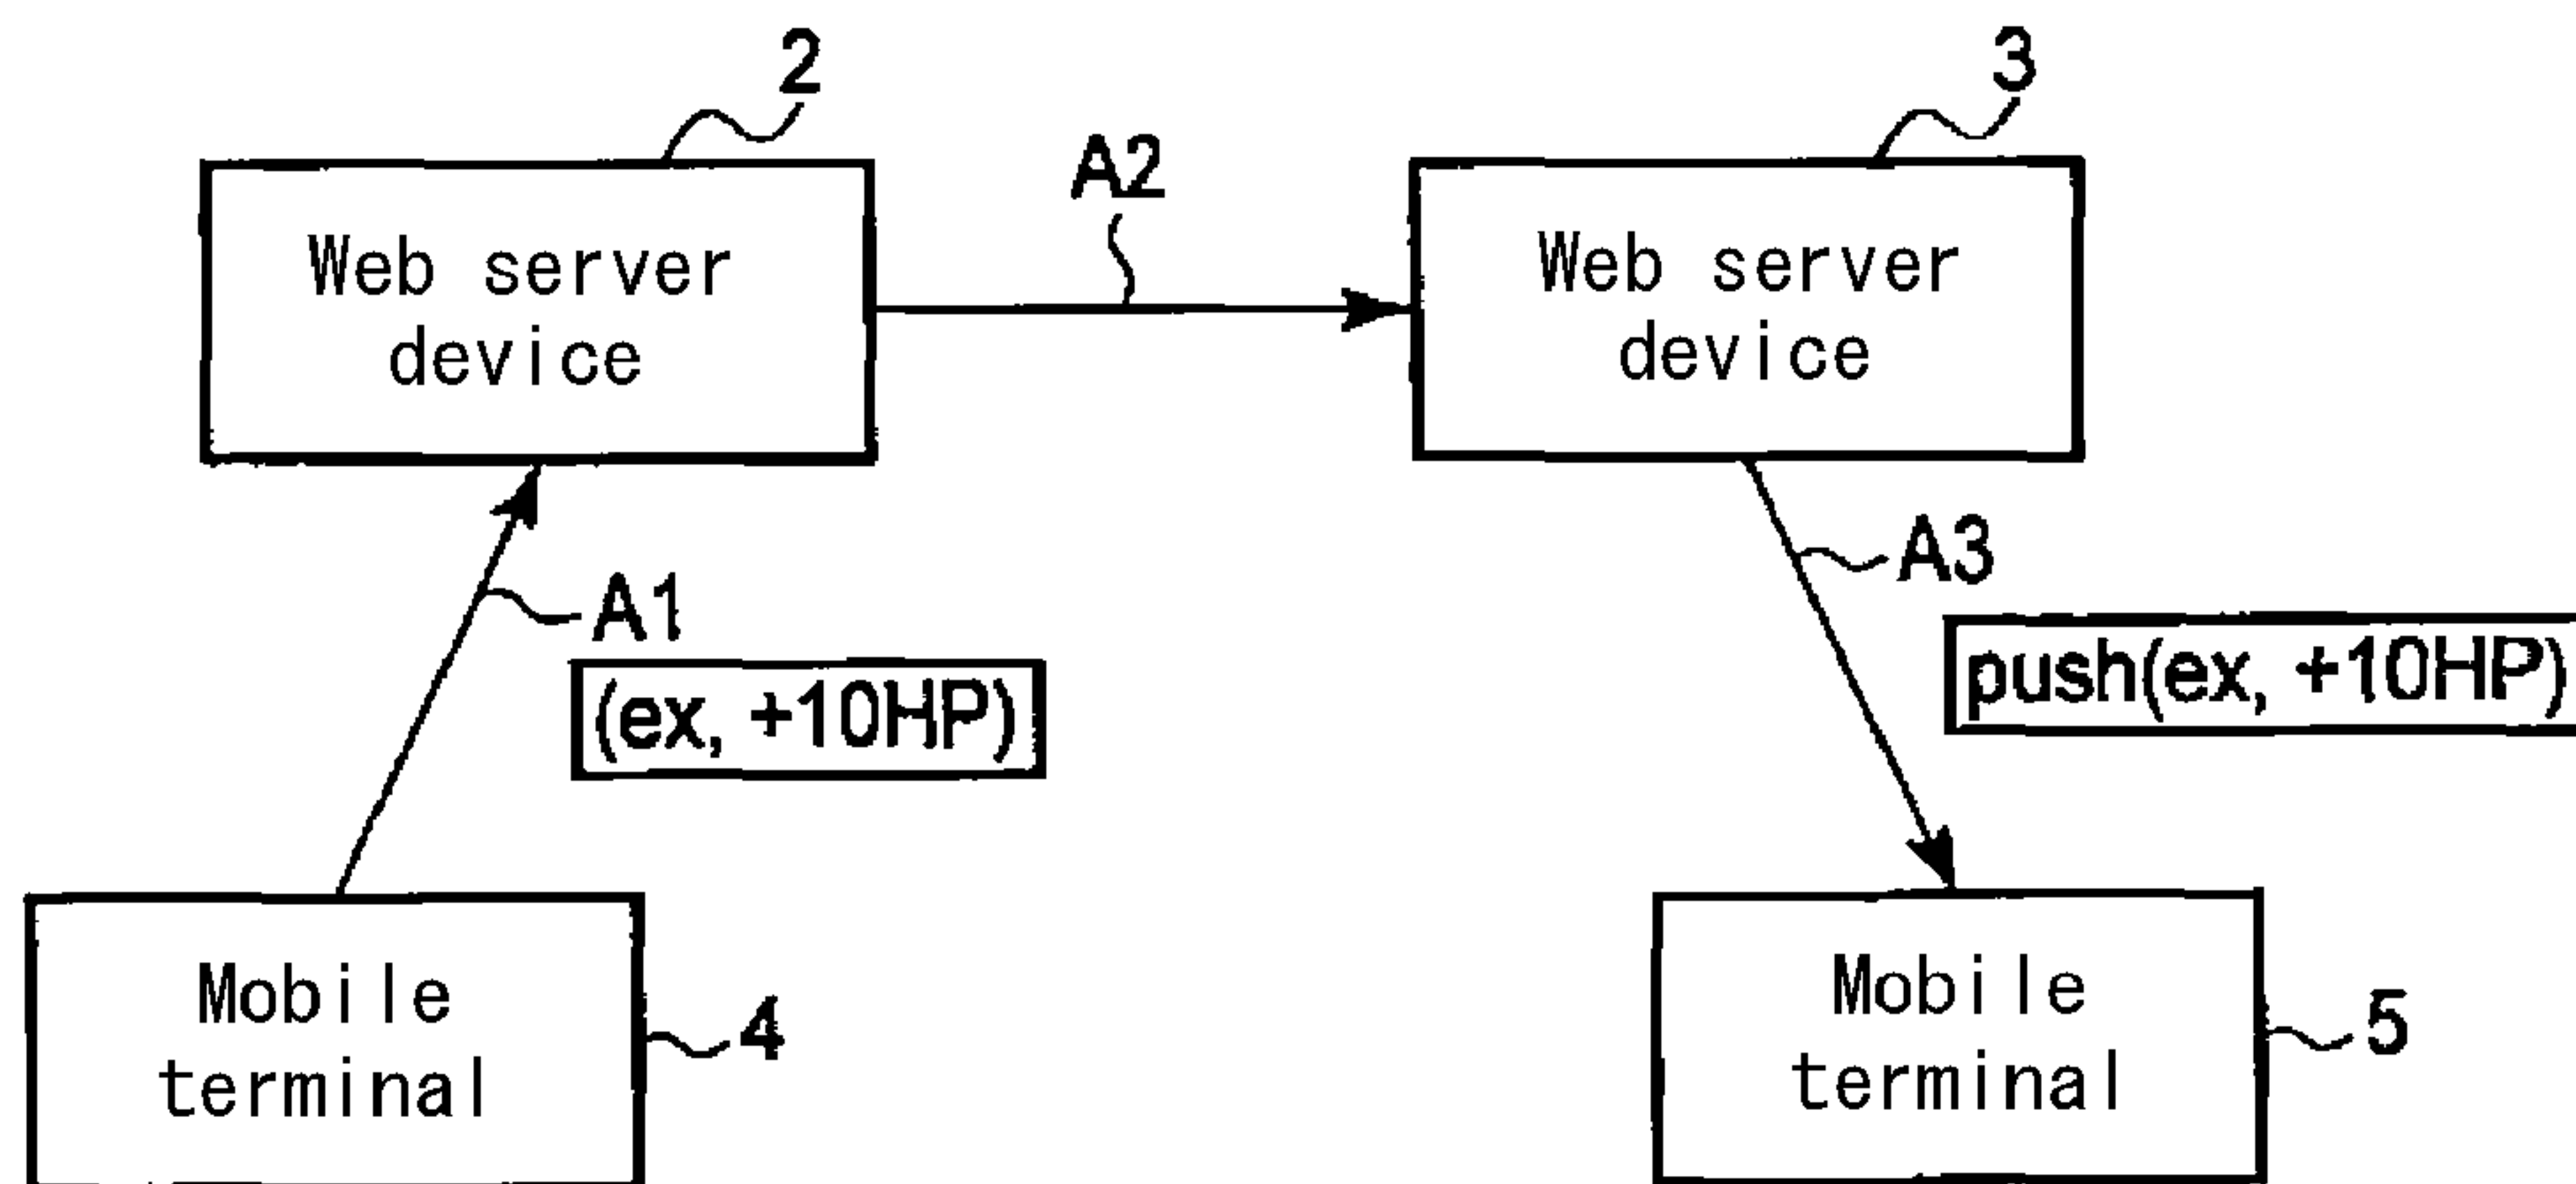 2
3
A2
Web server
device
Web server
device
A1
(ex, +10HP)
A3
push(ex, +10HP)
Mobile
terminal
4
Mobile
terminal
5